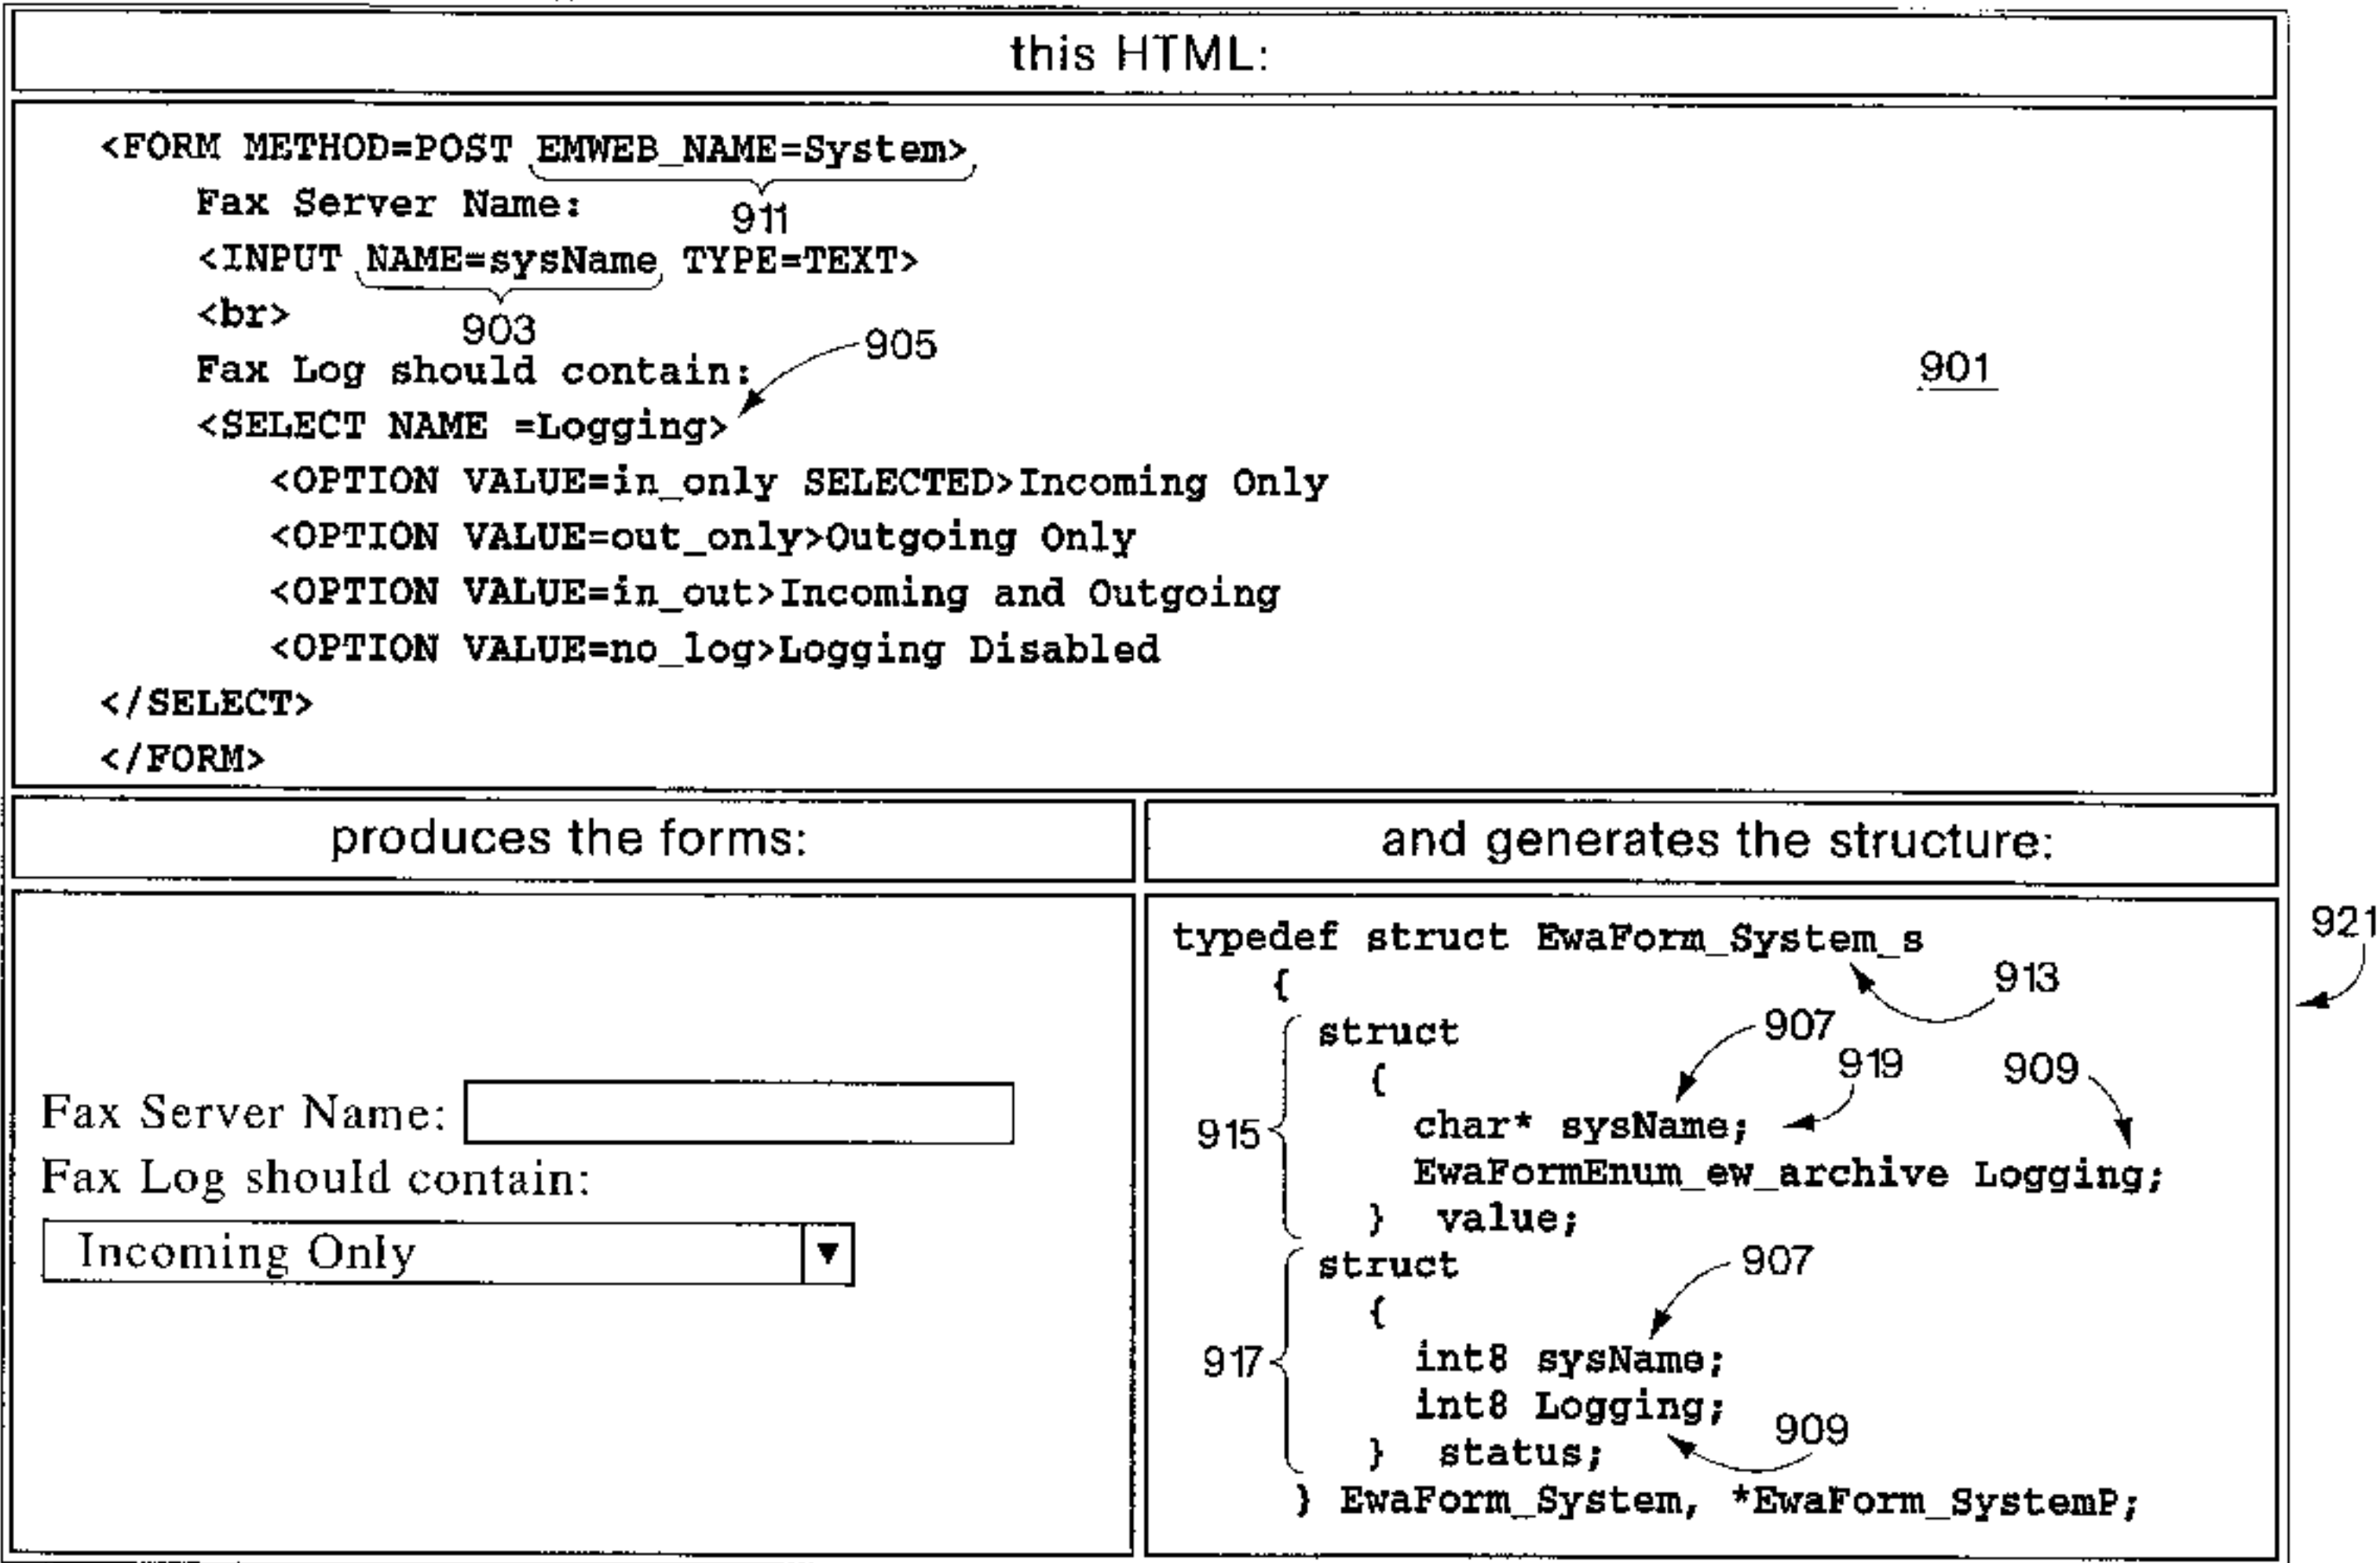 this HTML:
<FORM METHOD=POST EMWEB_NAME=System>
Fax Server Name:
911
<INPUT NAME=sysName TYPE=TEXT>
<br>
903
905
Fax Log should contain:
901
<SELECT NAME =Logging>
<OPTION VALUE=in_only SELECTED>Incoming Only
<OPTION VALUE=out_only>Outgoing Only
<OPTION VALUE=in_out>Incoming and Outgoing
<OPTION VALUE=no_log>Logging Disabled
</SELECT>
</FORM>
produces the forms:
Fax Server Name:
Fax Log should contain:
Incoming Only
▼
and generates the structure:
921
typedef struct EwaForm_System_s
{
913
struct
907
{
919
909
915
char* sysName;
EwaFormEnum_ew_archive Logging;
} value;
struct
907
{
917
int8 sysName;
int8 Logging;
909
} status;
} EwaForm_System, *EwaForm_SystemP;